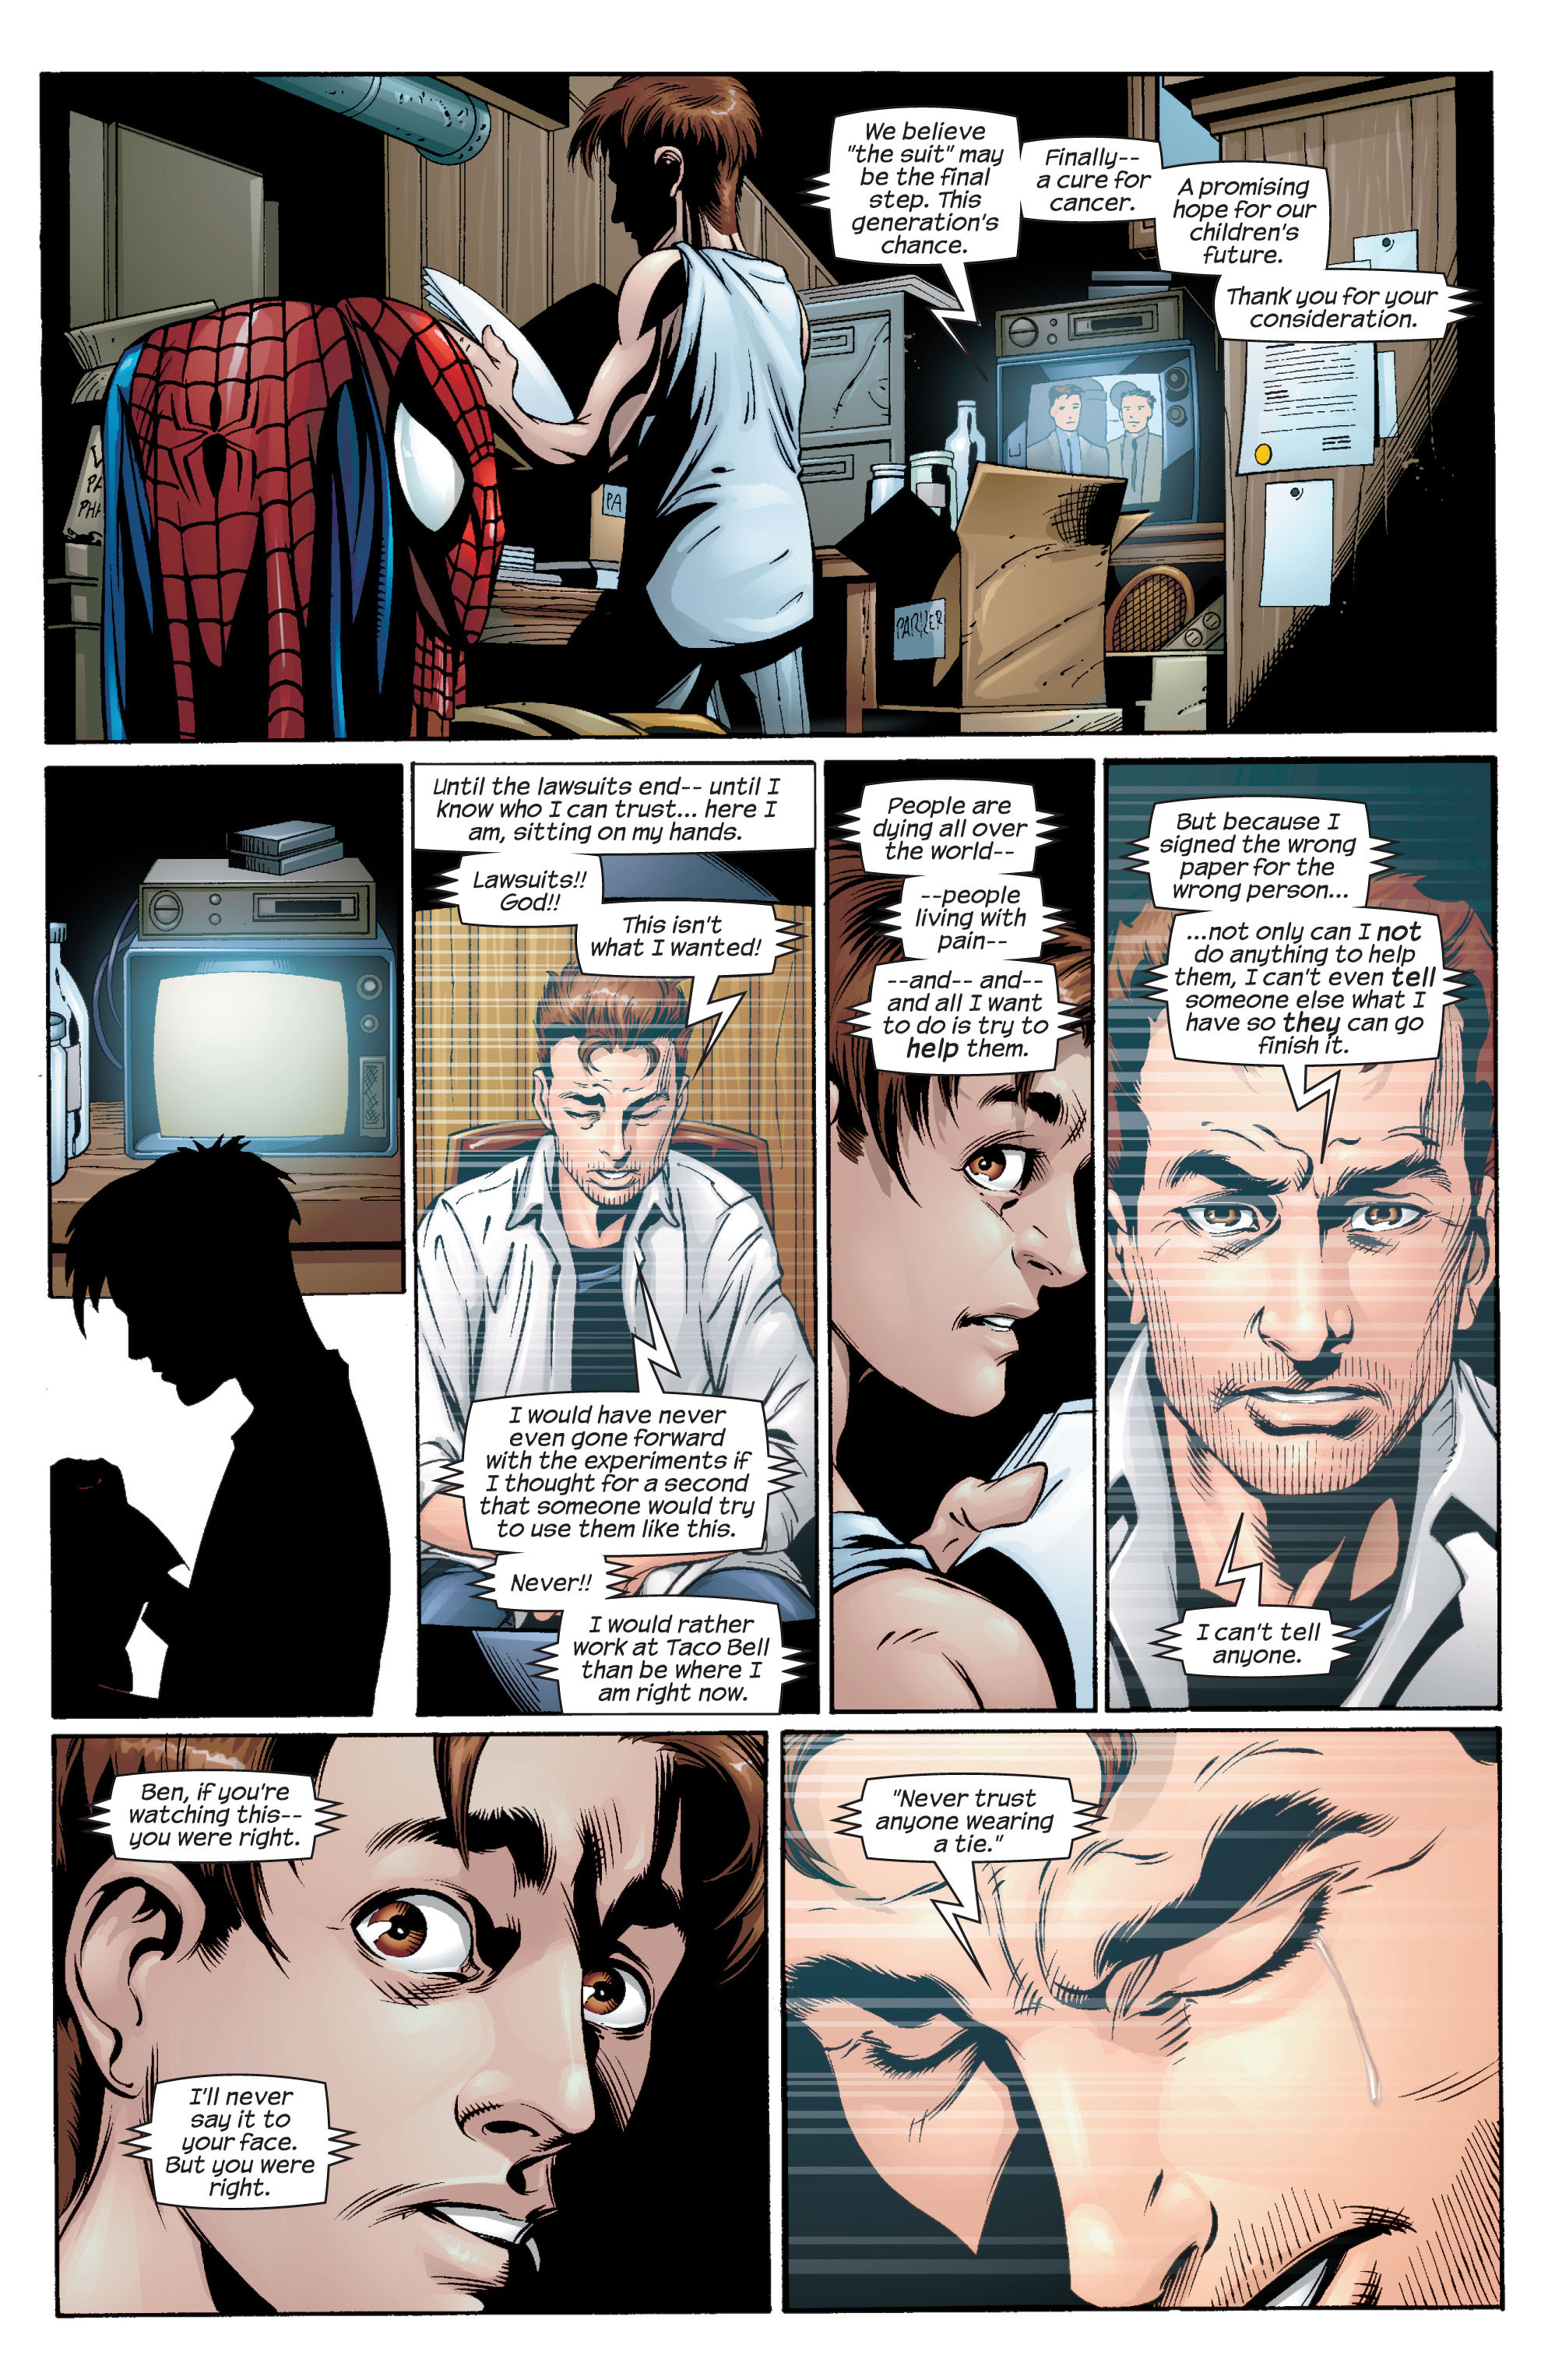 We believe
"the suit" may
be the final
step. This
generation's
chance.
Finally--
a cure for
cancer.
A promising
hope for our
children's
future.
Thank you for your
consideration.
PA
PARKER
Until the lawsuits end-- until I
know who I can trust... here I
am, sitting on my hands.
Lawsuits!!
God!!
This isn't
what I wanted!
I would have never
even gone forward
with the experiments if
I thought for a second
that someone would try
to use them like this.
Never!!
I would rather
work at Taco Bell
than be where I
am right now.
People are
dying all over
the world--
--people
living with
pain--
--and-- and--
and all I want
to do is try to
help them.
But because I
signed the wrong
paper for the
wrong person...
...not only can I not
do anything to help
them, I can't even tell
someone else what I
have so they can go
finish it.
I can't tell
anyone.
Ben, if you're
watching this--
you were right.
I'll never
say it to
your face.
But you were
right.
"Never trust
anyone wearing
a tie."